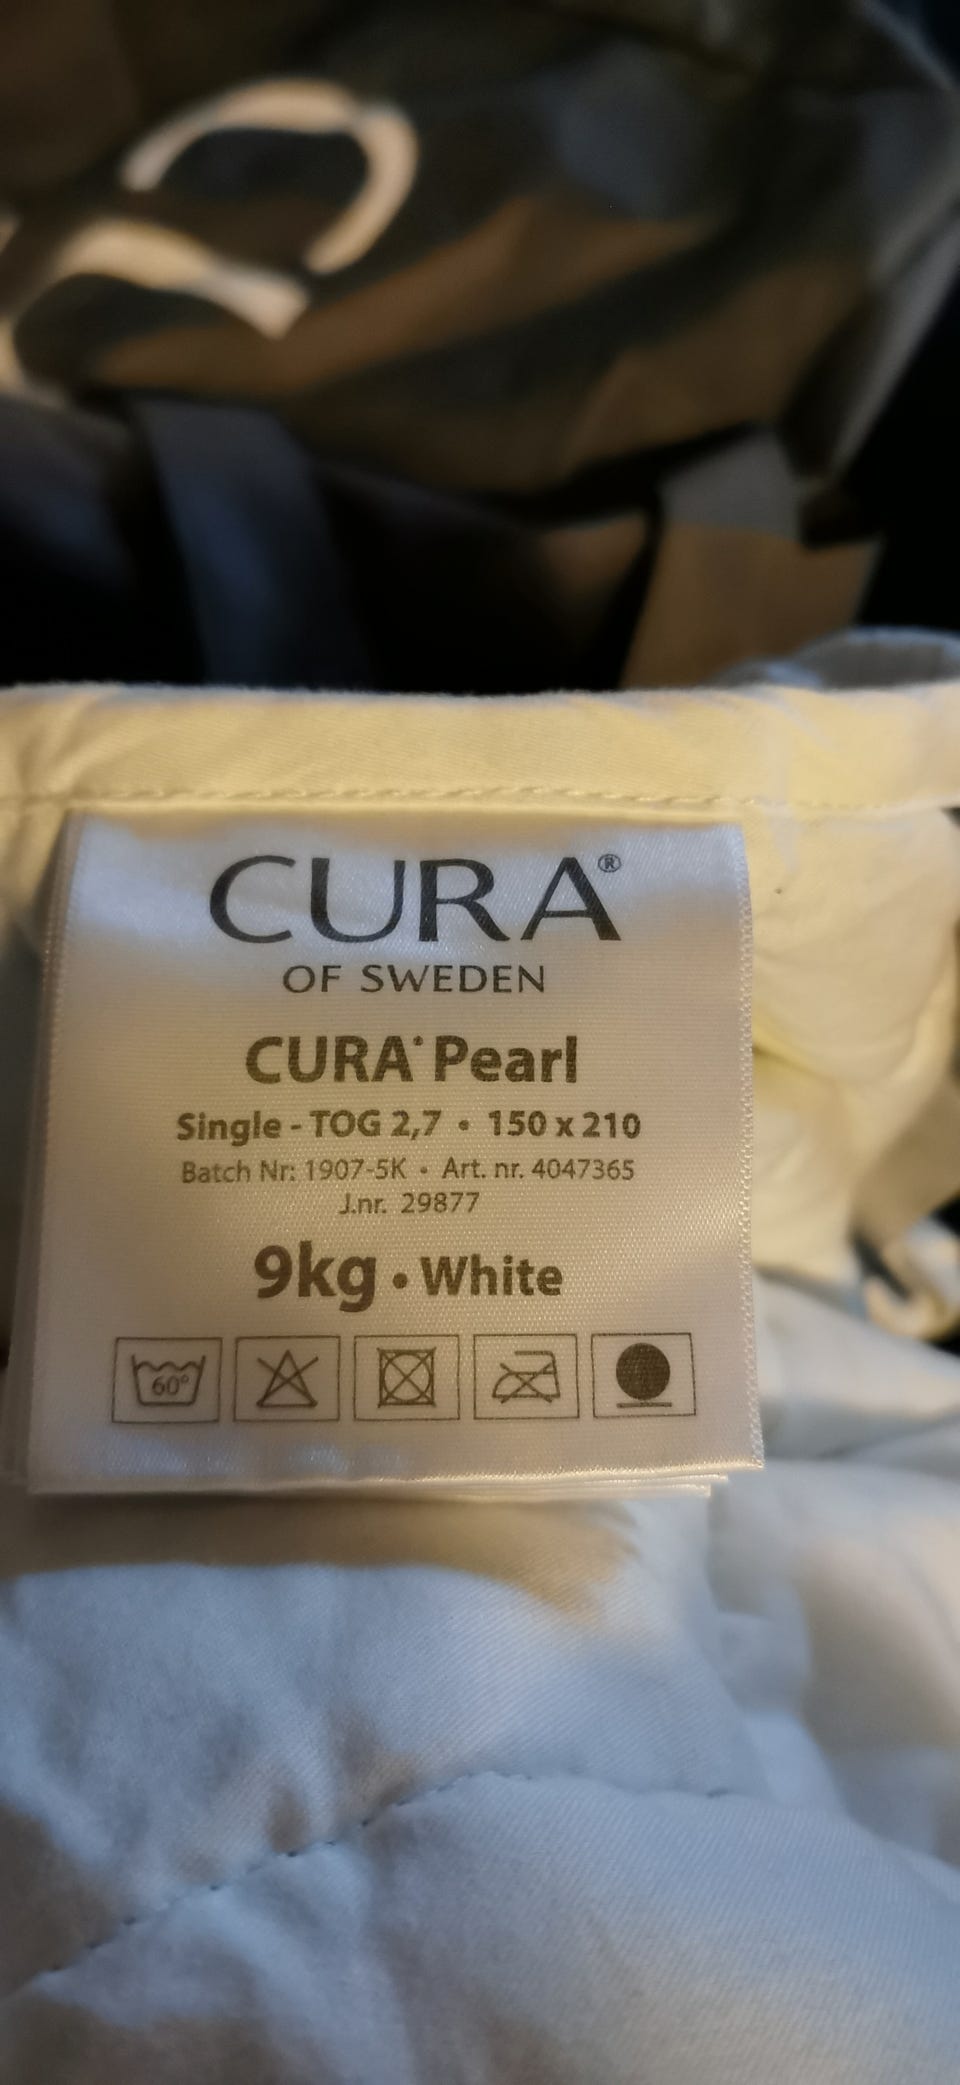 CURA®
OF SWEDEN
CURA® Pearl
Single - TOG 2,7 • 150 x 210
Batch Nr: 1907-5K • Art. nr. 4047365
J.nr. 29877
9kg • White
60°